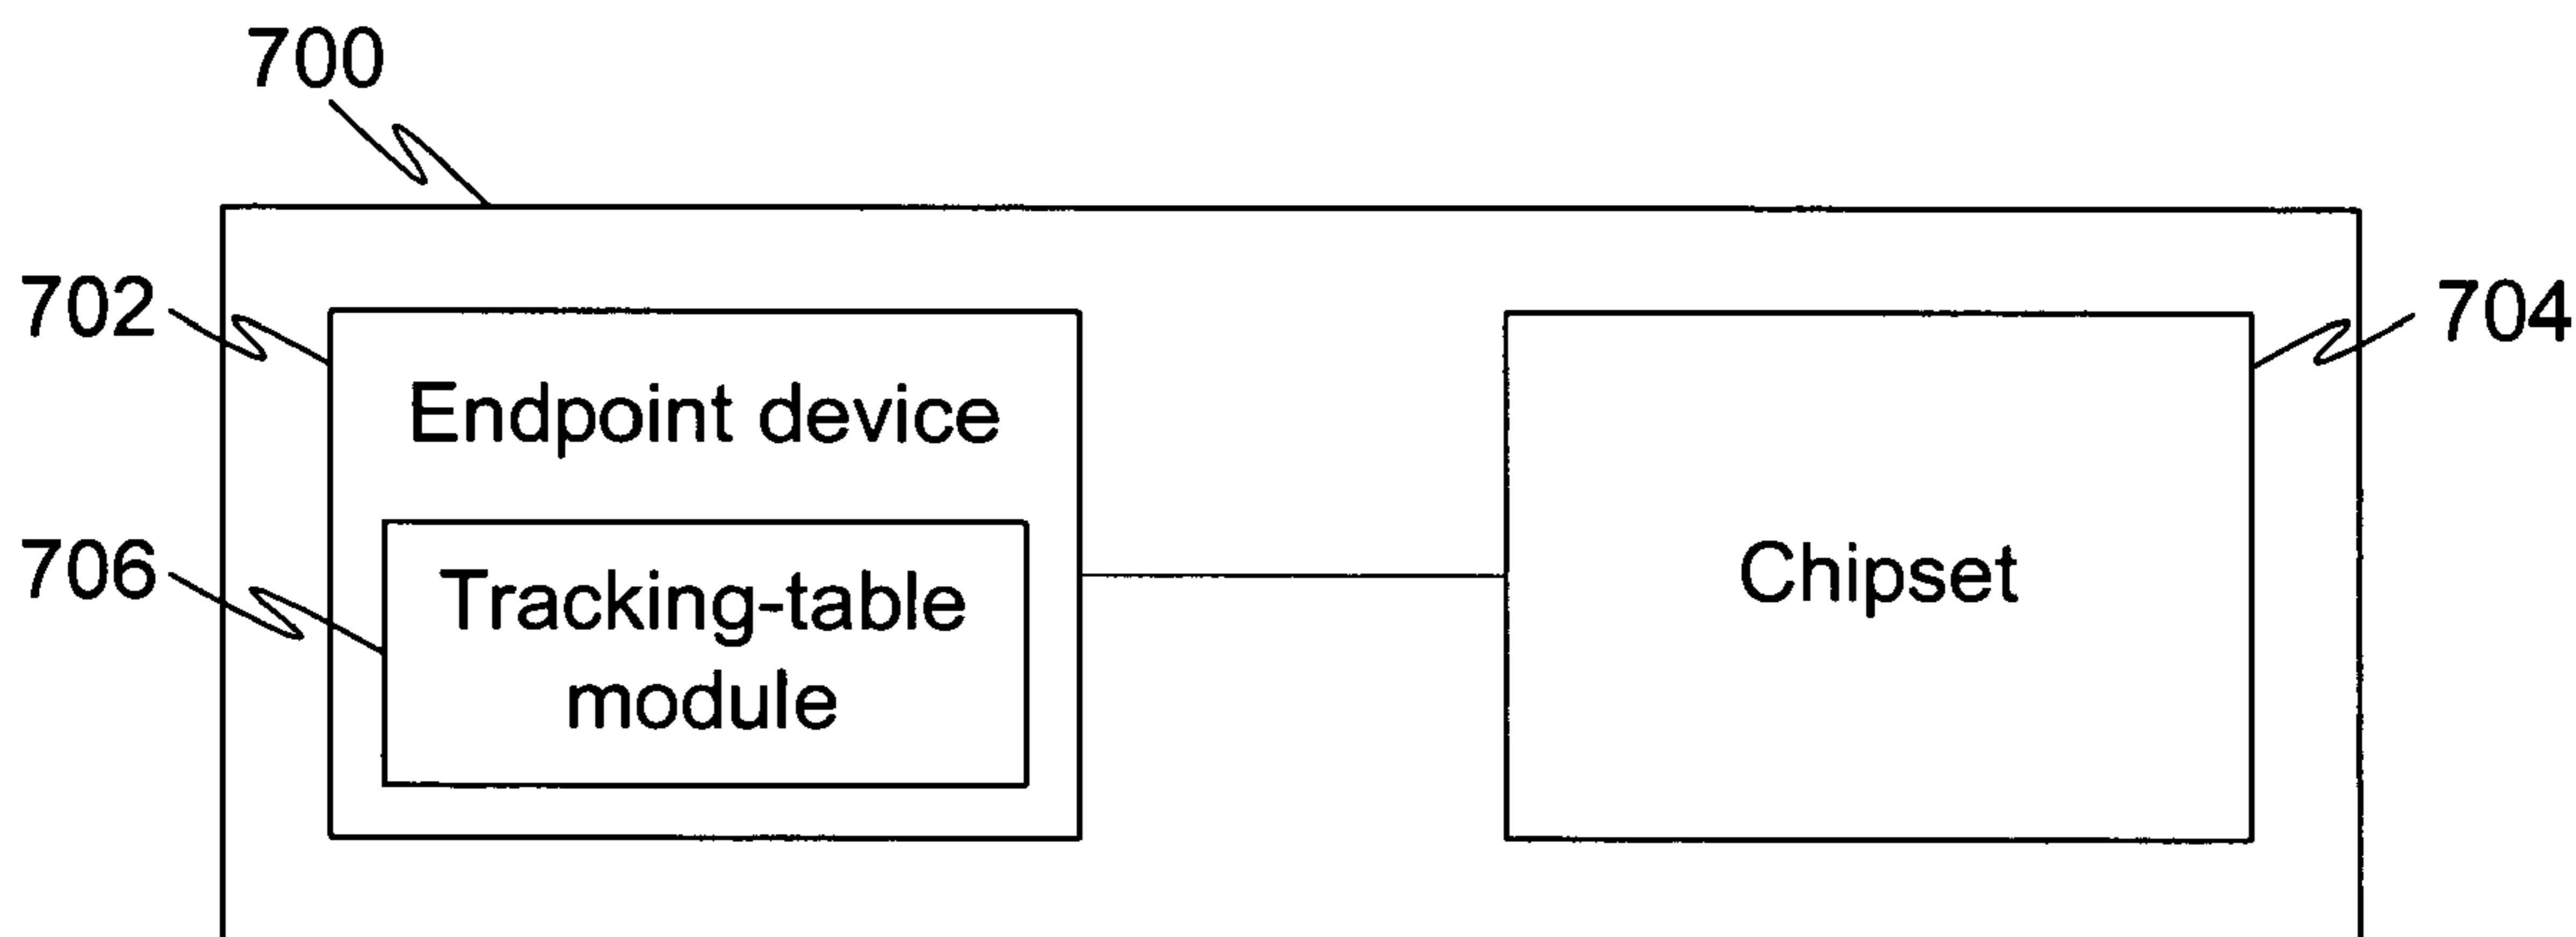 700
702
704
Endpoint device
706
Tracking-table
module
Chipset